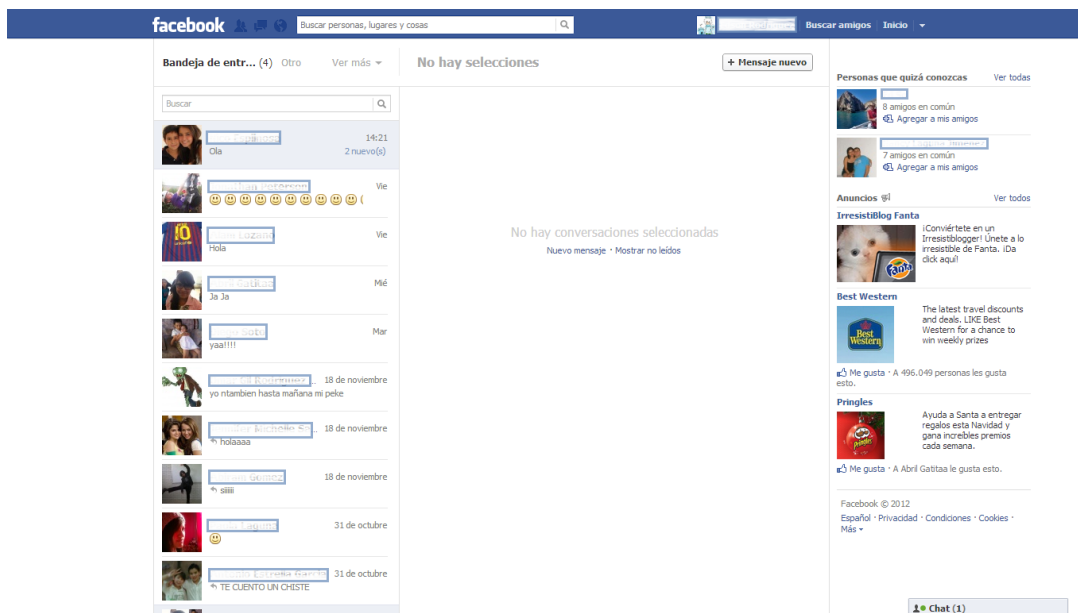 facebook
Buscar personas, lugares y cosas
Buscar amigos
Inicio
Bandeja de entr... (4) Otro
Ver más
No hay selecciones
+ Mensaje nuevo
Buscar
14:21
Ola
2 nuevo(s)
Vie
Vie
Hola
Mié
Ja Ja
Mar
yaa!!!!
18 de noviembre
yo ntambien hasta mañana mi peke
18 de noviembre
holaaaa
18 de noviembre
siiiii
31 de octubre
31 de octubre
TE CUENTO UN CHISTE
No hay conversaciones seleccionadas
Nuevo mensaje · Mostrar no leídos
Personas que quizá conozcas
Ver todas
8 amigos en común
Agregar a mis amigos
7 amigos en común
Agregar a mis amigos
Anuncios
Ver todos
IrresistiBlog Fanta
Fanta
¡Conviértete en un
Irresistiblogger! Únete a lo
irresistible de Fanta. ¡Da
click aquí!
Best Western
Best
Western
The latest travel discounts
and deals. LIKE Best
Western for a chance to
win weekly prizes
Me gusta · A 496.049 personas les gusta
esto.
Pringles
Pringles
Ayuda a Santa a entregar
regalos esta Navidad y
gana increíbles premios
cada semana.
Me gusta · A Abril Gatitaa le gusta esto.
Facebook © 2012
Español · Privacidad · Condiciones · Cookies ·
Más
Chat (1)